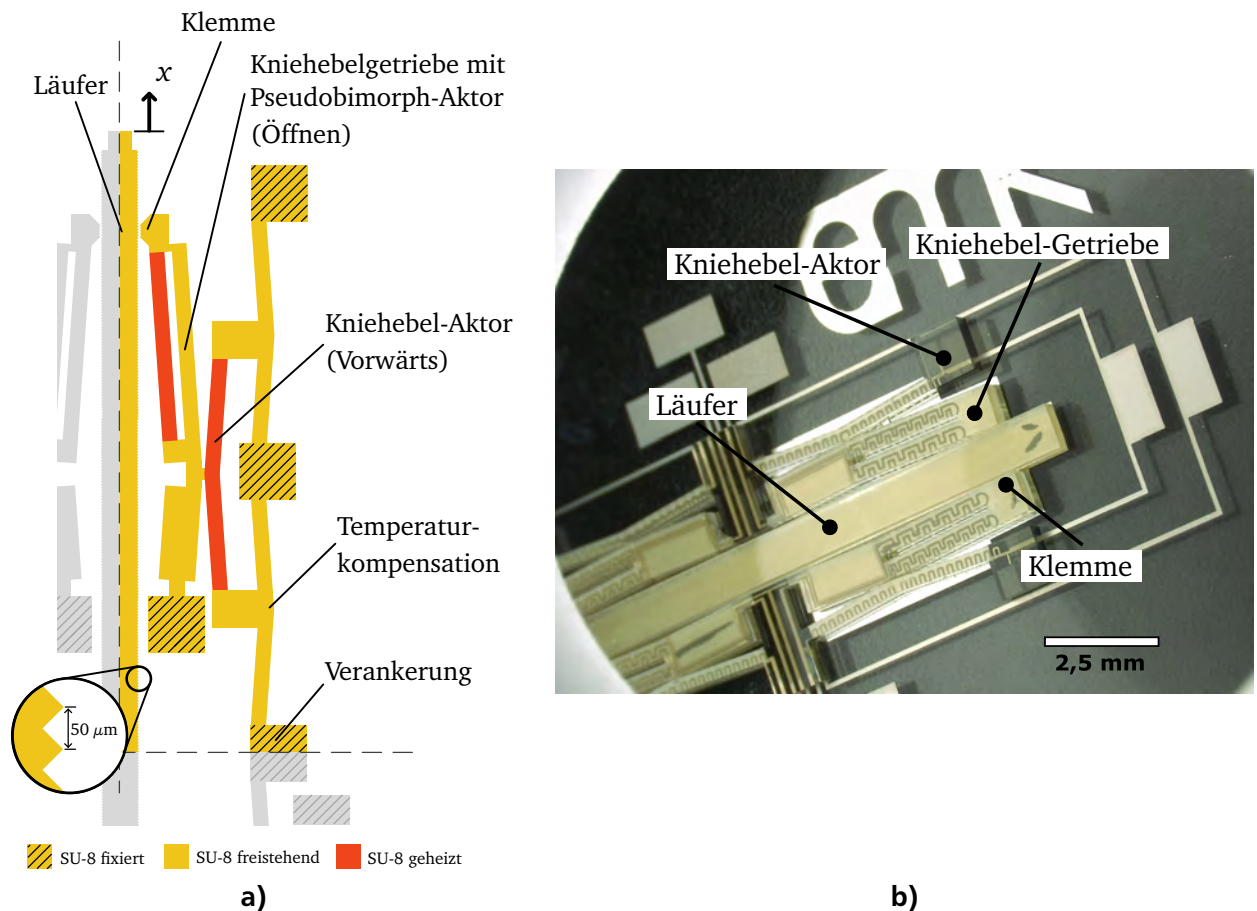 Klemme
Läufer
x
Kniehebelgetriebe mit
Pseudobimorph-Aktor
(Öffnen)
Kniehebel-Aktor
(Vorwärts)
Temperatur-
kompensation
Verankerung
50 μm
SU-8 fixiert
SU-8 freistehend
SU-8 geheizt
a)
emk
Kniehebel-Getriebe
Kniehebel-Aktor
Läufer
Klemme
2,5 mm
b)